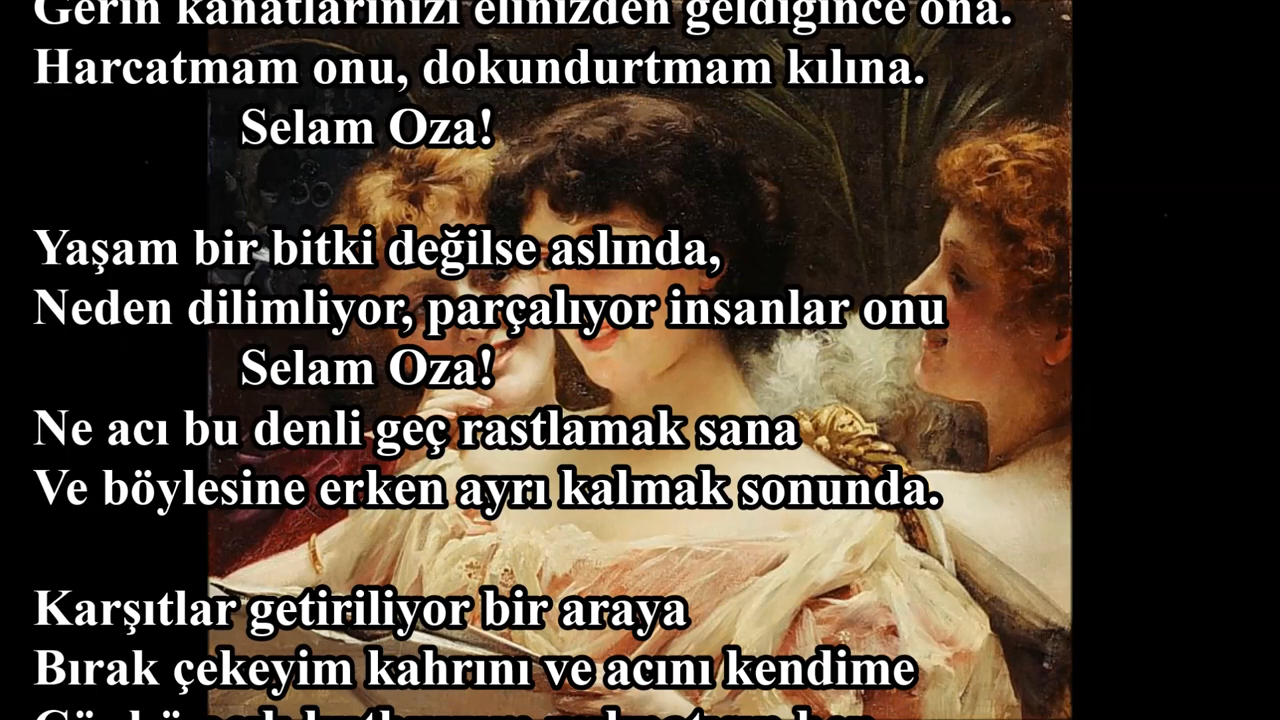 Gerin kanatlarınızı elinizden geldiğince ona.
Harcatmam onu, dokundurtmam kılına.
Selam Oza!
Yaşam bir bitki değilse aslında,
Neden dilimliyor, parçalıyor insanlar onu
Selam Oza!
Ne acı bu denli geç rastlamak sana
Ve böylesine erken ayrı kalmak sonunda.
Karşıtlar getiriliyor bir araya
Bırak çekeyim kahrını ve acını kendime